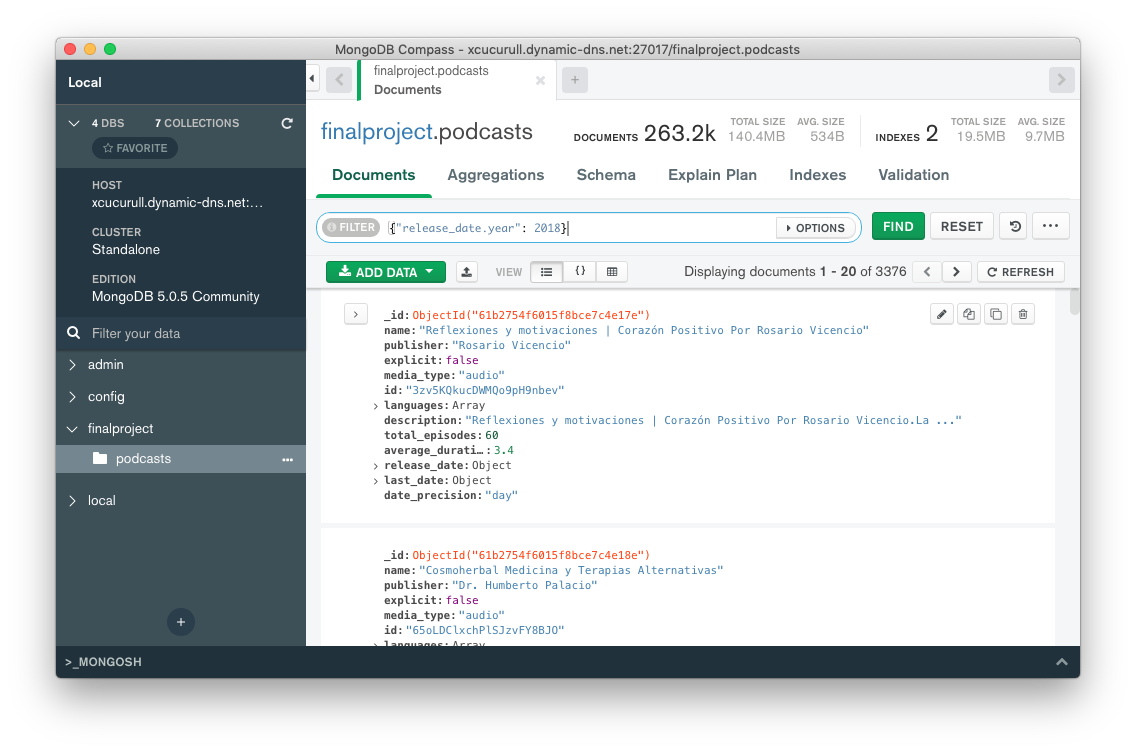 MongoDB Compass - xcucurull.dynamic-dns.net:27017/finalproject.podcasts
Local
4 DBS 7 COLLECTIONS
FAVORITE
HOST
xcucurull.dynamic-dns.net:…
CLUSTER
Standalone
EDITION
MongoDB 5.0.5 Community
Filter your data
admin
config
finalproject
podcasts
local
finalproject.podcasts
Documents
finalproject.podcasts
DOCUMENTS 263.2k
TOTAL SIZE
140.4MB
AVG. SIZE
534B
INDEXES 2
TOTAL SIZE
19.5MB
AVG. SIZE
9.7MB
Documents Aggregations Schema Explain Plan Indexes Validation
FILTER {"release_date.year": 2018} OPTIONS FIND RESET
ADD DATA VIEW {} Displaying documents 1 - 20 of 3376 REFRESH
_id: ObjectId("61b2754f6015f8bce7c4e17e")
name: "Reflexiones y motivaciones | Corazón Positivo Por Rosario Vicencio"
publisher: "Rosario Vicencio"
explicit: false
media_type: "audio"
id: "3zv5KQkucDWMQo9pH9nbev"
languages: Array
description: "Reflexiones y motivaciones | Corazón Positivo Por Rosario Vicencio.La ..."
total_episodes: 60
average_durati…: 3.4
release_date: Object
last_date: Object
date_precision: "day"
_id: ObjectId("61b2754f6015f8bce7c4e18e")
name: "Cosmoherbal Medicina y Terapias Alternativas"
publisher: "Dr. Humberto Palacio"
explicit: false
media_type: "audio"
id: "65oLDClxchPlSJzvFY8BJO"
languages: Array
>_MONGOSH